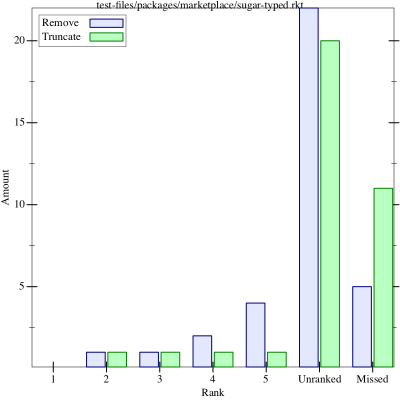 test-files/packages/marketplace/sugar-typed.rkt
Remove
Truncate
20
15
10
5
Amount
1 2 3 4 5 Unranked Missed
Rank